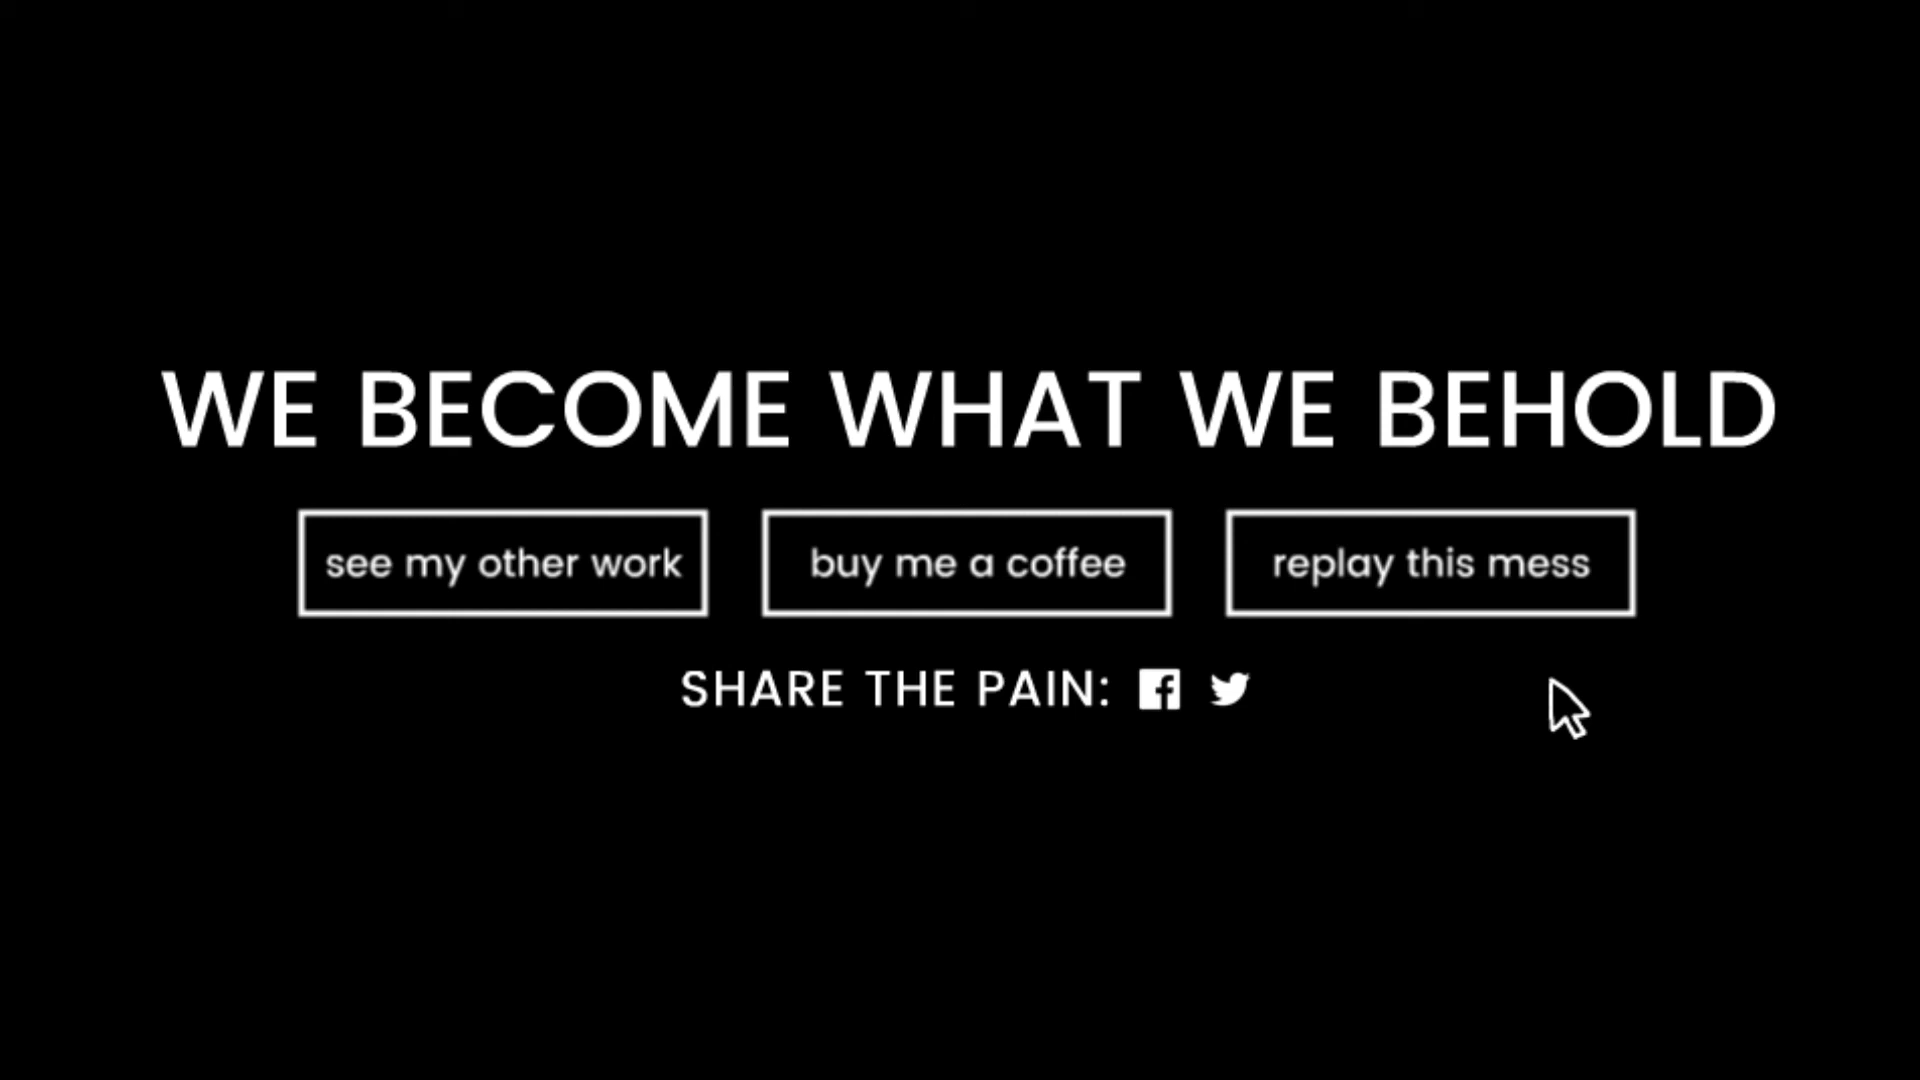 WE BECOME WHAT WE BEHOLD
see my other work
buy me a coffee
replay this mess
SHARE THE PAIN: